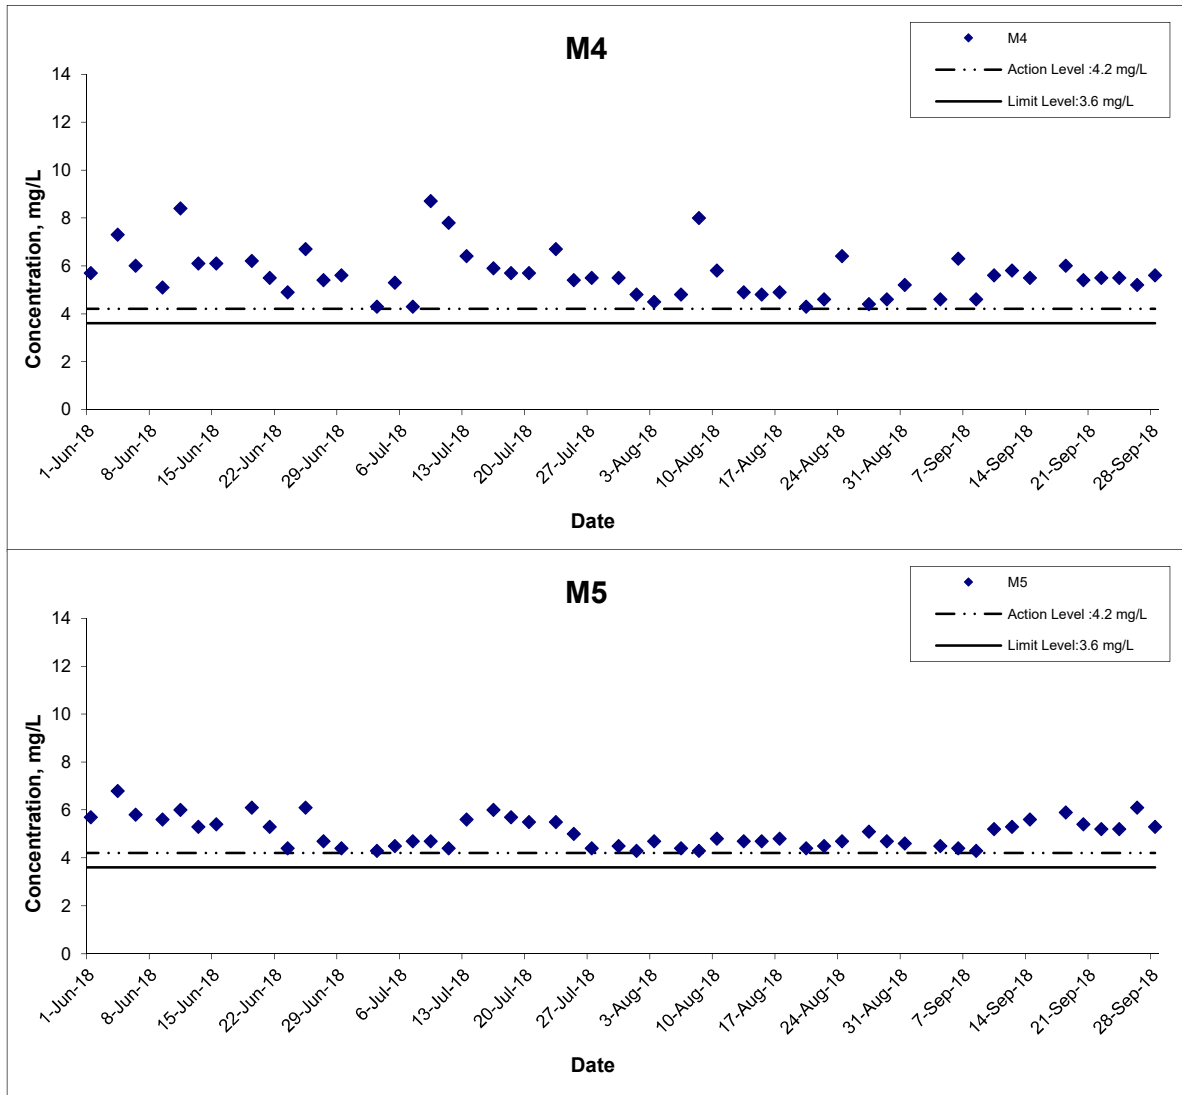 M4
M4
Action Level :4.2 mg/L
Limit Level:3.6 mg/L
Concentration, mg/L
14
12
10
8
6
4
2
0
1-Jun-18
8-Jun-18
15-Jun-18
22-Jun-18
29-Jun-18
6-Jul-18
13-Jul-18
20-Jul-18
27-Jul-18
3-Aug-18
10-Aug-18
17-Aug-18
24-Aug-18
31-Aug-18
7-Sep-18
14-Sep-18
21-Sep-18
28-Sep-18
Date
M5
M5
Action Level :4.2 mg/L
Limit Level:3.6 mg/L
Concentration, mg/L
14
12
10
8
6
4
2
0
1-Jun-18
8-Jun-18
15-Jun-18
22-Jun-18
29-Jun-18
6-Jul-18
13-Jul-18
20-Jul-18
27-Jul-18
3-Aug-18
10-Aug-18
17-Aug-18
24-Aug-18
31-Aug-18
7-Sep-18
14-Sep-18
21-Sep-18
28-Sep-18
Date